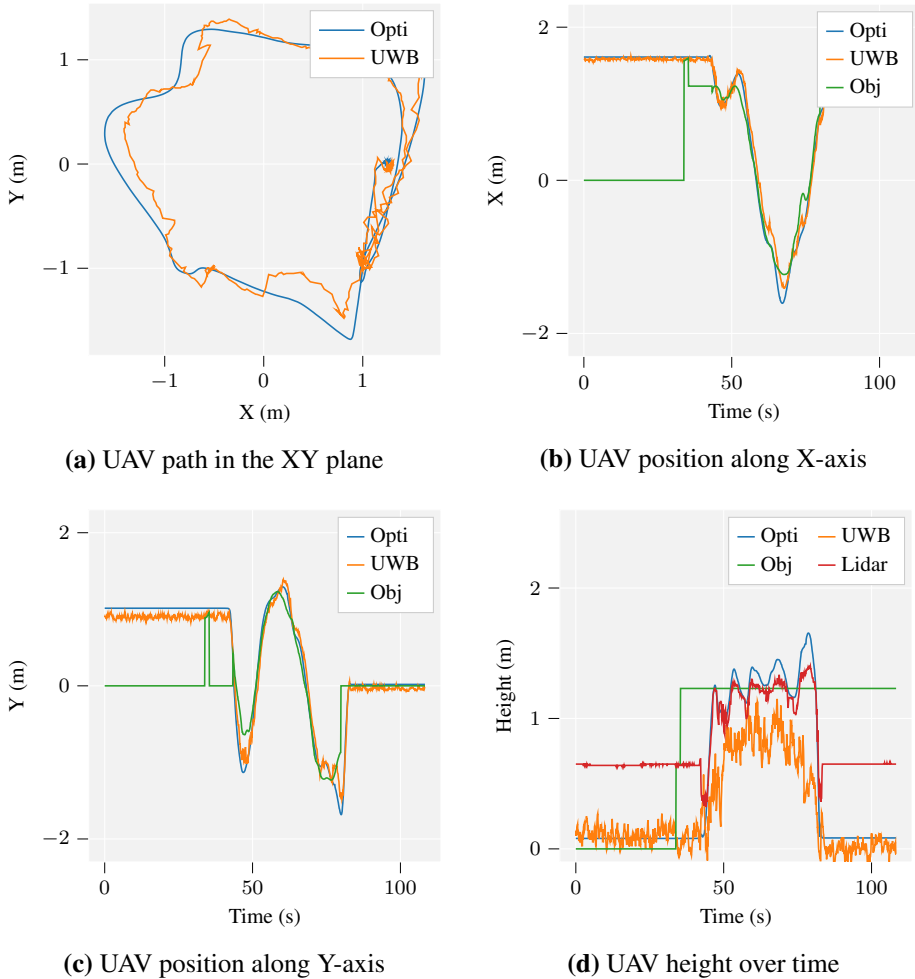 1
0
−1
Y (m)
−1
0
1
X (m)
Opti
UWB
(a) UAV path in the XY plane
2
0
−2
X (m)
0
50
100
Time (s)
Opti
UWB
Obj
(b) UAV position along X-axis
2
0
−2
Y (m)
0
50
100
Time (s)
Opti
UWB
Obj
(c) UAV position along Y-axis
2
1
0
Height (m)
0
50
100
Time (s)
Opti UWB
Obj Lidar
(d) UAV height over time